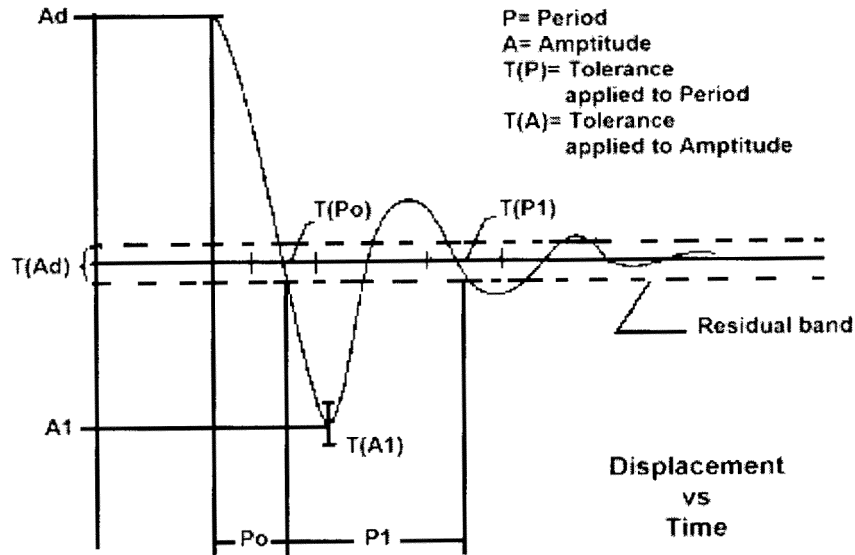 Ad
P= Period
A= Amptitude
T(P)= Tolerance
applied to Period
T(A)= Tolerance
applied to Amptitude
T(Po)
T(P1)
T(Ad)
Residual band
A1
T(A1)
Displacement
vs
Time
Po
P1